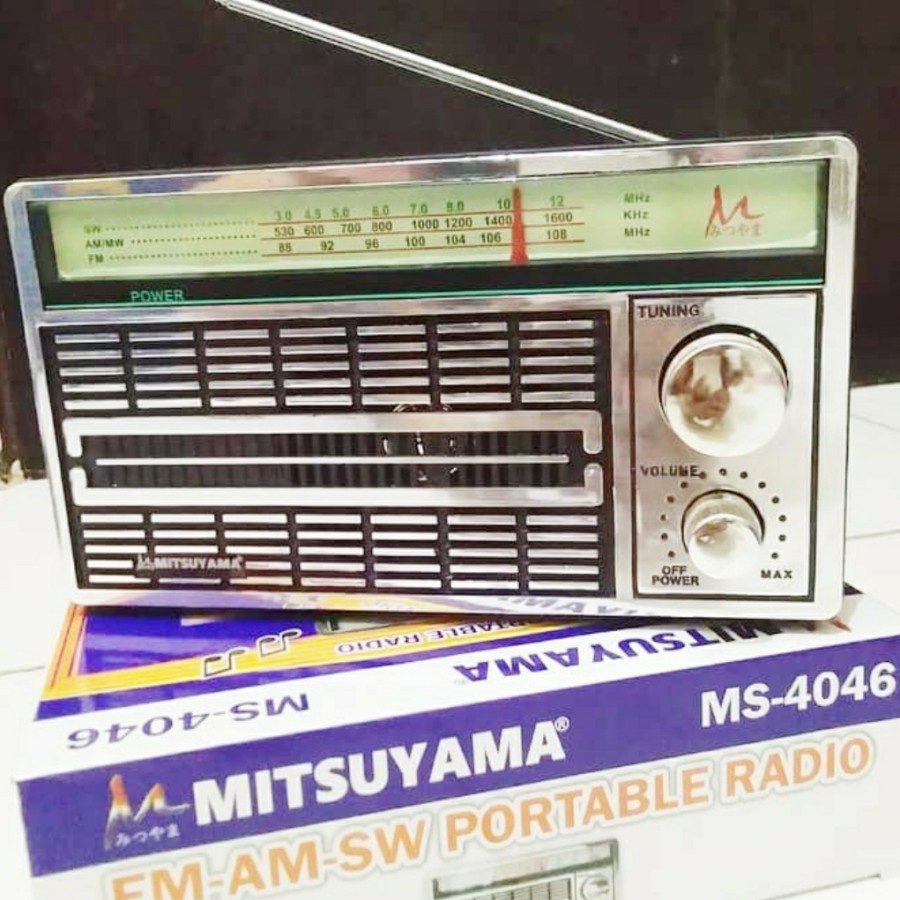 SW 3.0 4.5 5.0 6.0 7.0 8.0 10 12 MHz
AM/MW 530 600 700 800 1000 1200 1400 1600 KHz
FM 88 92 96 100 104 106 108 MHz
みつやま
POWER
TUNING
VOLUME
OFF
POWER
MAX
MITSUYAMA
PORTABLE RADIO
MITSUYAMA
MS-4046
MITSUYAMA®
MS-4046
みつやま
FM-AM-SW PORTABLE RADIO